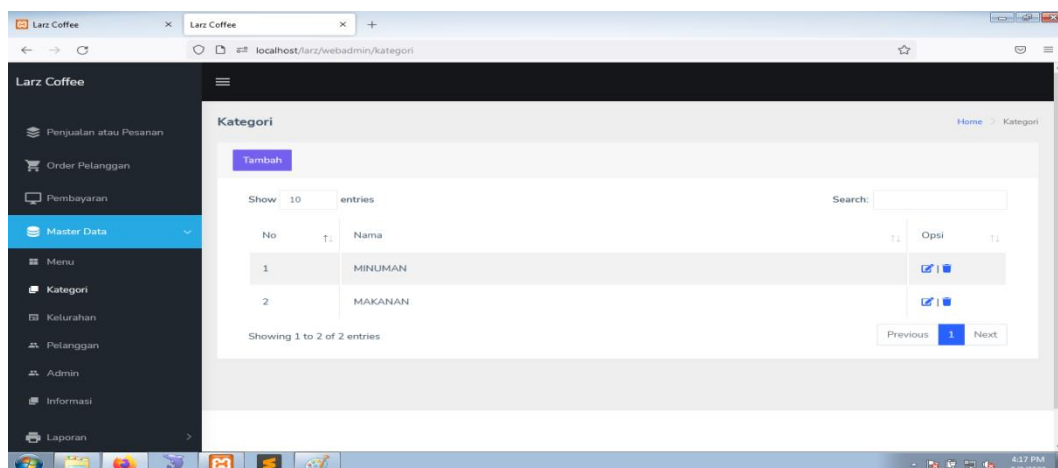 Larz Coffee
Larz Coffee
localhost/larz/webadmin/kategori
Larz Coffee
Penjualan atau Pesanan
Order Pelanggan
Pembayaran
Master Data
Menu
Kategori
Kelurahan
Pelanggan
Admin
Informasi
Laporan
Kategori
Home > Kategori
Tambah
Show 10 entries
Search:
No Nama Opsi
1 MINUMAN
2 MAKANAN
Showing 1 to 2 of 2 entries
Previous 1 Next
4:17 PM